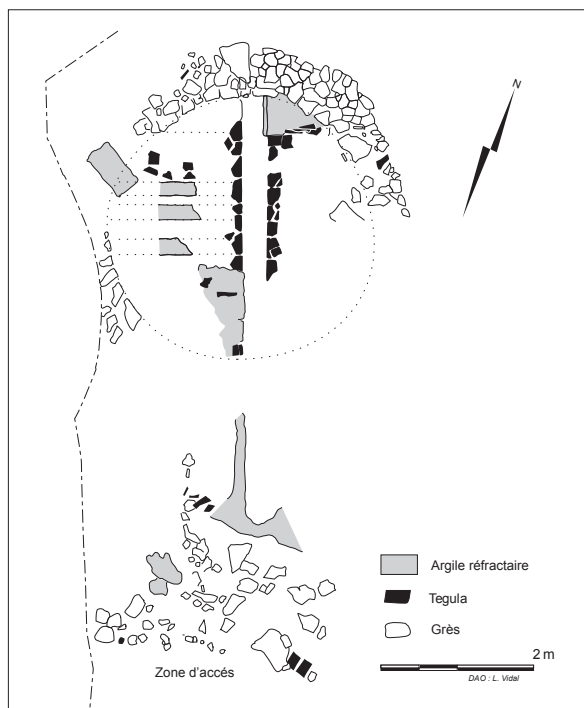 N
Argile réfractaire
Tegula
Grès
2 m
DAO : L. Vidal
Zone d'accés